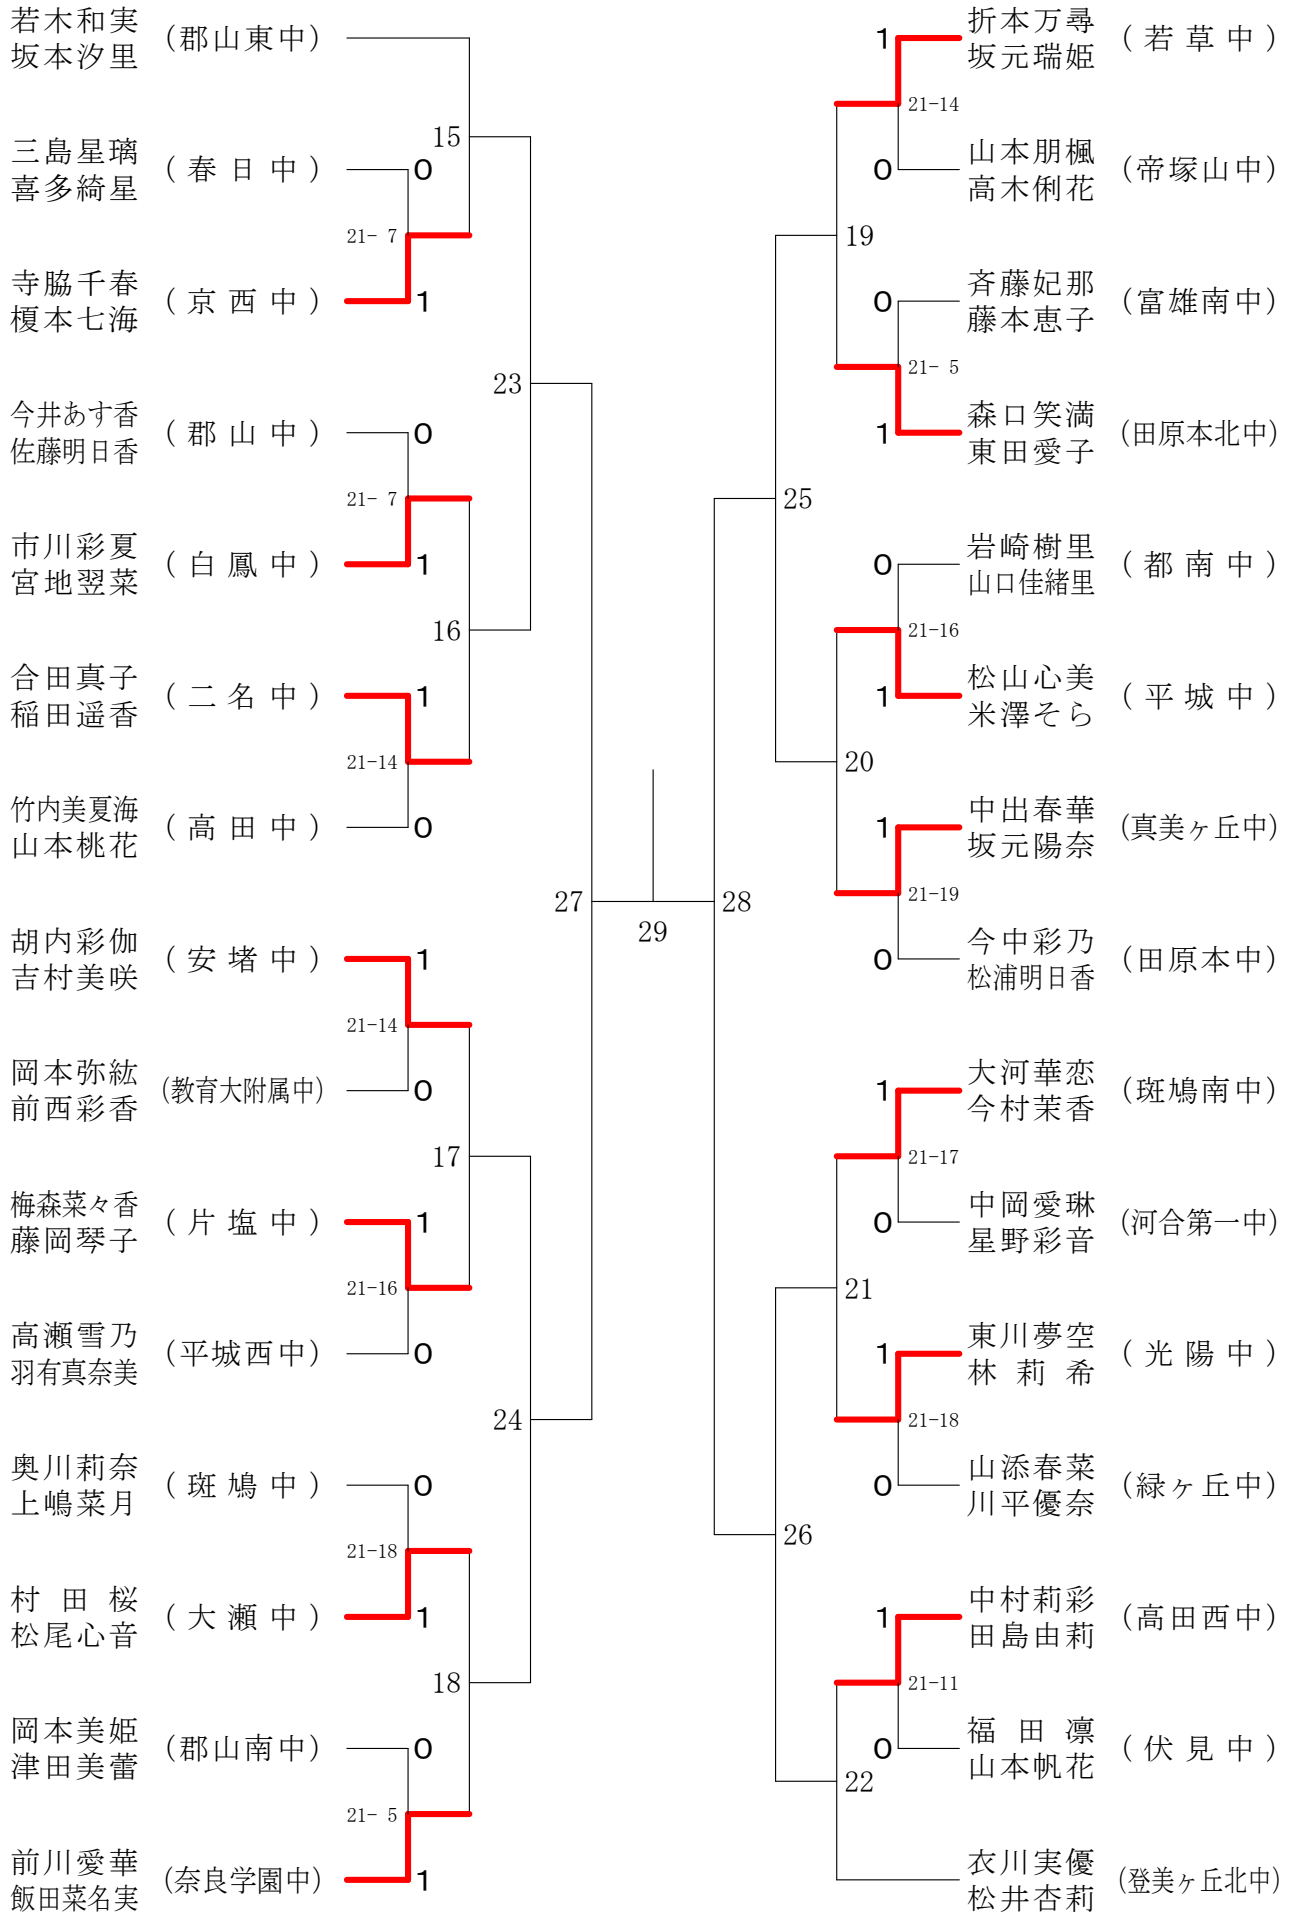 若木和実
坂本汐里
(郡山東中)
15
三島星璃
喜多綺星
(春日中)
0
21- 7
寺脇千春
榎本七海
(京西中)
1
23
今井あす香
佐藤明日香
(郡山中)
0
21- 7
市川彩夏
宮地翌菜
(白鳳中)
1
16
合田真子
稲田遥香
(二名中)
1
21-14
竹内美夏海
山本桃花
(高田中)
0
27
胡内彩伽
吉村美咲
(安堵中)
1
21-14
岡本弥紘
前西彩香
(教育大附属中)
0
17
梅森菜々香
藤岡琴子
(片塩中)
1
21-16
高瀬雪乃
羽有真奈美
(平城西中)
0
24
奥川莉奈
上嶋菜月
(斑鳩中)
0
21-18
村田桜
松尾心音
(大瀬中)
1
18
岡本美姫
津田美蕾
(郡山南中)
0
21- 5
前川愛華
飯田菜名実
(奈良学園中)
1
29
折本万尋
坂元瑞姫
(若草中)
1
21-14
山本朋楓
高木俐花
(帝塚山中)
0
19
斉藤妃那
藤本恵子
(富雄南中)
0
21- 5
森口笑満
東田愛子
(田原本北中)
1
25
岩崎樹里
山口佳緒里
(都南中)
0
21-16
松山心美
米澤そら
(平城中)
1
20
中出春華
坂元陽奈
(真美ヶ丘中)
1
21-19
今中彩乃
松浦明日香
(田原本中)
0
28
大河華恋
今村茉香
(斑鳩南中)
1
21-17
中岡愛琳
星野彩音
(河合第一中)
0
21
東川夢空
林莉希
(光陽中)
1
21-18
山添春菜
川平優奈
(緑ヶ丘中)
0
26
中村莉彩
田島由莉
(高田西中)
1
21-11
福田凛
山本帆花
(伏見中)
0
22
衣川実優
松井杏莉
(登美ヶ丘北中)